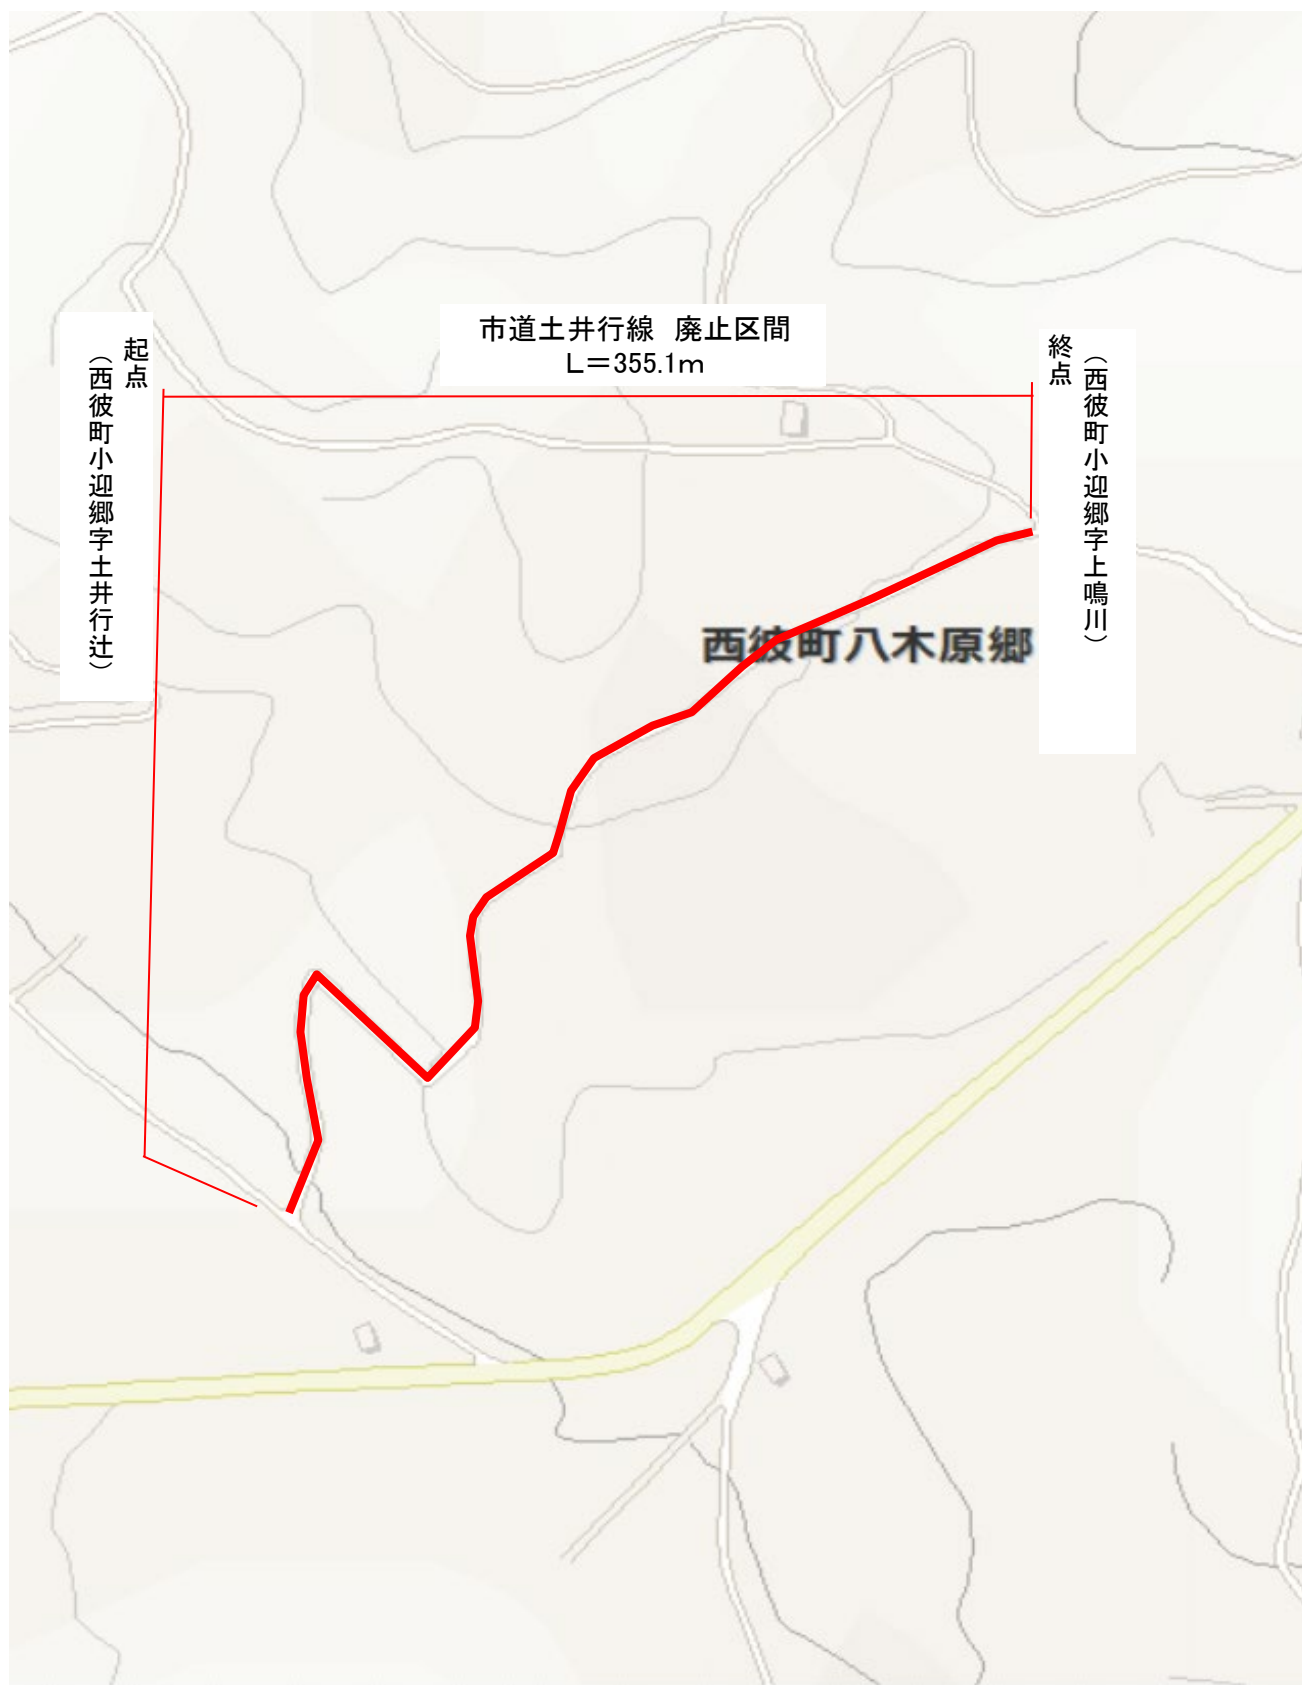 市道土井行線　廃止区間
L=355.1m
起点
（西彼町小迎郷字土井行辻）
終点
（西彼町小迎郷字上鳴川）
西彼町八木原郷